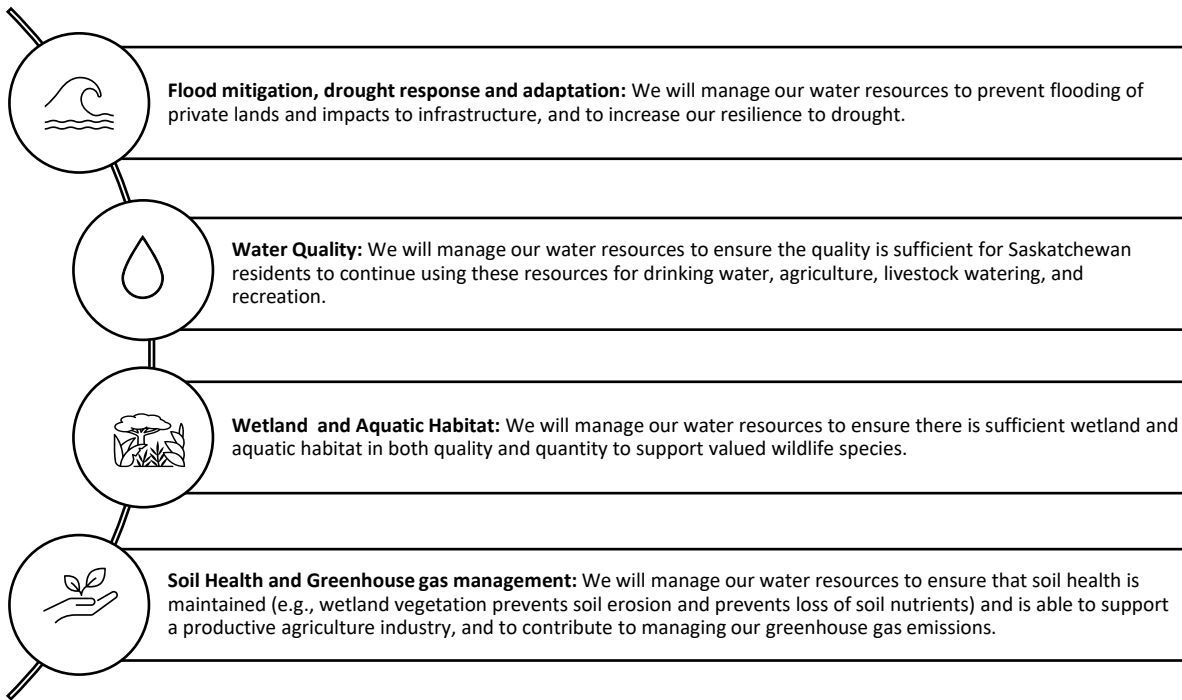 Flood mitigation, drought response and adaptation: We will manage our water resources to prevent flooding of
private lands and impacts to infrastructure, and to increase our resilience to drought.
Water Quality: We will manage our water resources to ensure the quality is sufficient for Saskatchewan
residents to continue using these resources for drinking water, agriculture, livestock watering, and
recreation.
Wetland  and Aquatic Habitat: We will manage our water resources to ensure there is sufficient wetland and
aquatic habitat in both quality and quantity to support valued wildlife species.
Soil Health and Greenhouse gas management: We will manage our water resources to ensure that soil health is
maintained (e.g., wetland vegetation prevents soil erosion and prevents loss of soil nutrients) and is able to support
a productive agriculture industry, and to contribute to managing our greenhouse gas emissions.